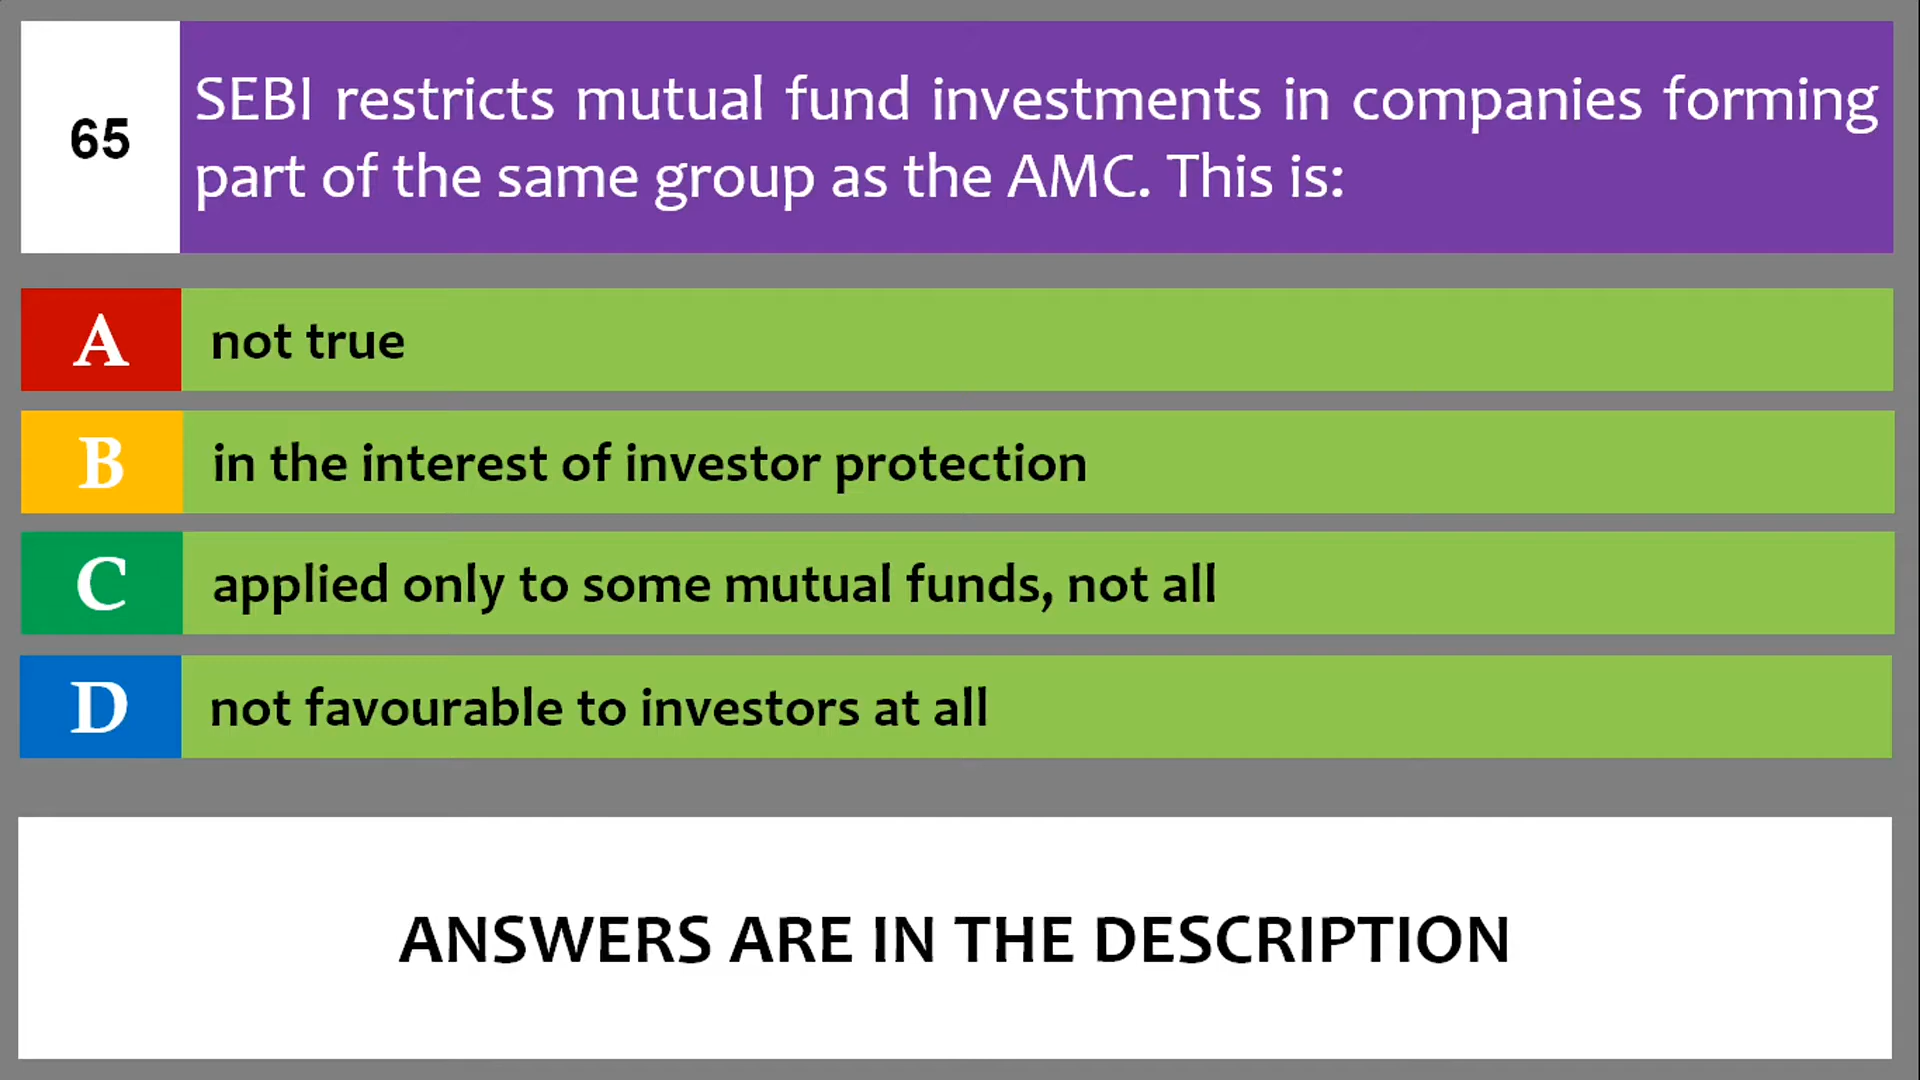 65
SEBI restricts mutual fund investments in companies forming
part of the same group as the AMC. This is:
A
not true
B
in the interest of investor protection
C
applied only to some mutual funds, not all
D
not favourable to investors at all
ANSWERS ARE IN THE DESCRIPTION